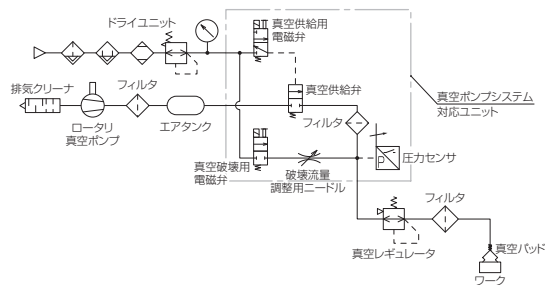 ドライユニット
真空供給用
電磁弁
排気クリーナ
フィルタ
真空供給弁
真空ポンプシステム
対応ユニット
ロータリ
真空ポンプ
エアタンク
フィルタ
真空破壊用
電磁弁
破壊流量
調整用ニードル
P
圧力センサ
フィルタ
真空レギュレータ
真空パッド
ワーク